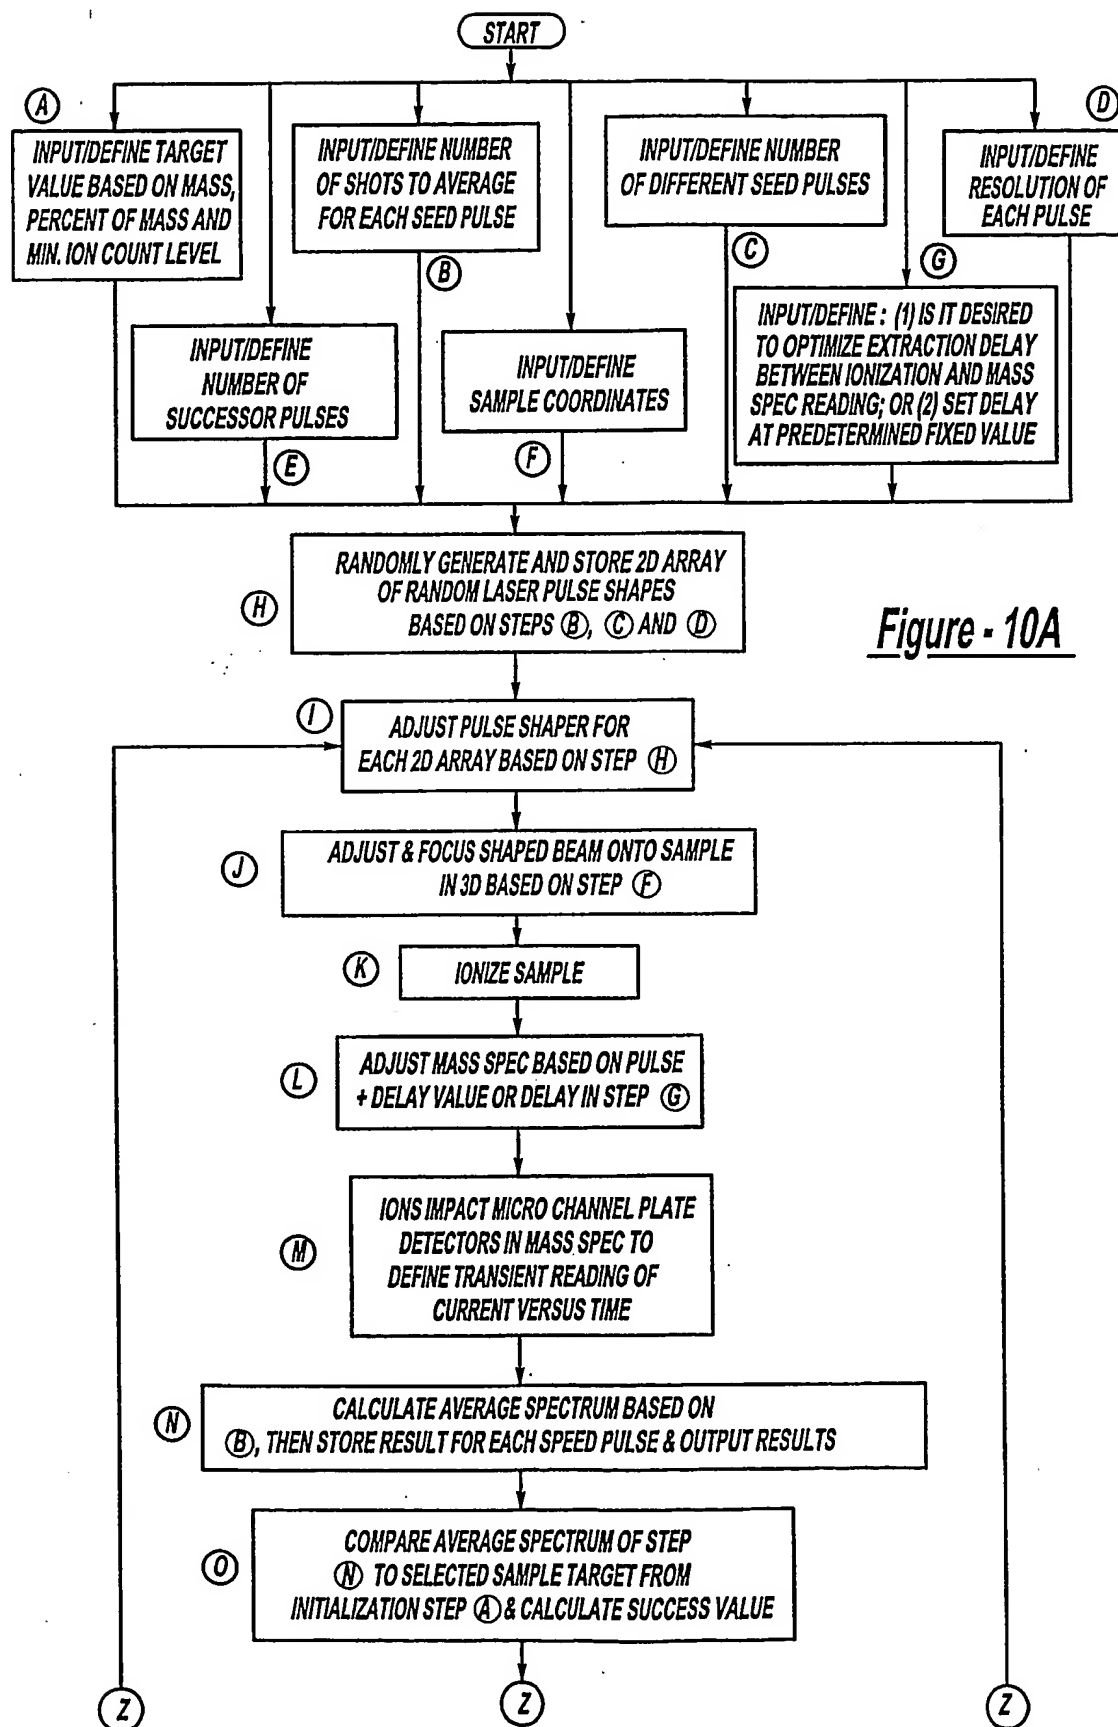 START
A
INPUT/DEFINE TARGET
VALUE BASED ON MASS,
PERCENT OF MASS AND
MIN. ION COUNT LEVEL
INPUT/DEFINE NUMBER
OF SHOTS TO AVERAGE
FOR EACH SEED PULSE
B
INPUT/DEFINE NUMBER
OF DIFFERENT SEED PULSES
C
D
INPUT/DEFINE
RESOLUTION OF
EACH PULSE
INPUT/DEFINE
NUMBER OF
SUCCESSOR PULSES
E
INPUT/DEFINE
SAMPLE COORDINATES
F
G
INPUT/DEFINE : (1) IS IT DESIRED
TO OPTIMIZE EXTRACTION DELAY
BETWEEN IONIZATION AND MASS
SPEC READING; OR (2) SET DELAY
AT PREDETERMINED FIXED VALUE
H
RANDOMLY GENERATE AND STORE 2D ARRAY
OF RANDOM LASER PULSE SHAPES
BASED ON STEPS B, C AND D
Figure - 10A
I
ADJUST PULSE SHAPER FOR
EACH 2D ARRAY BASED ON STEP H
J
ADJUST & FOCUS SHAPED BEAM ONTO SAMPLE
IN 3D BASED ON STEP F
K
IONIZE SAMPLE
L
ADJUST MASS SPEC BASED ON PULSE
+ DELAY VALUE OR DELAY IN STEP G
M
IONS IMPACT MICRO CHANNEL PLATE
DETECTORS IN MASS SPEC TO
DEFINE TRANSIENT READING OF
CURRENT VERSUS TIME
N
CALCULATE AVERAGE SPECTRUM BASED ON
B, THEN STORE RESULT FOR EACH SPEED PULSE & OUTPUT RESULTS
O
COMPARE AVERAGE SPECTRUM OF STEP
N TO SELECTED SAMPLE TARGET FROM
INITIALIZATION STEP A & CALCULATE SUCCESS VALUE
Z
Z
Z